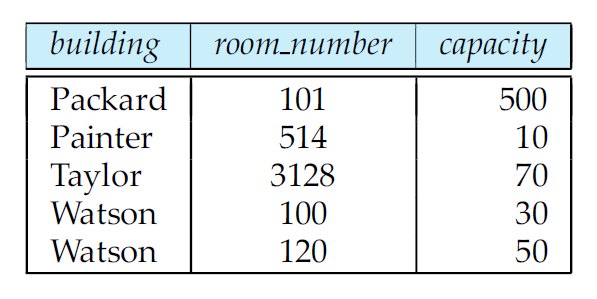 building room_number capacity
Packard 101 500
Painter 514 10
Taylor 3128 70
Watson 100 30
Watson 120 50